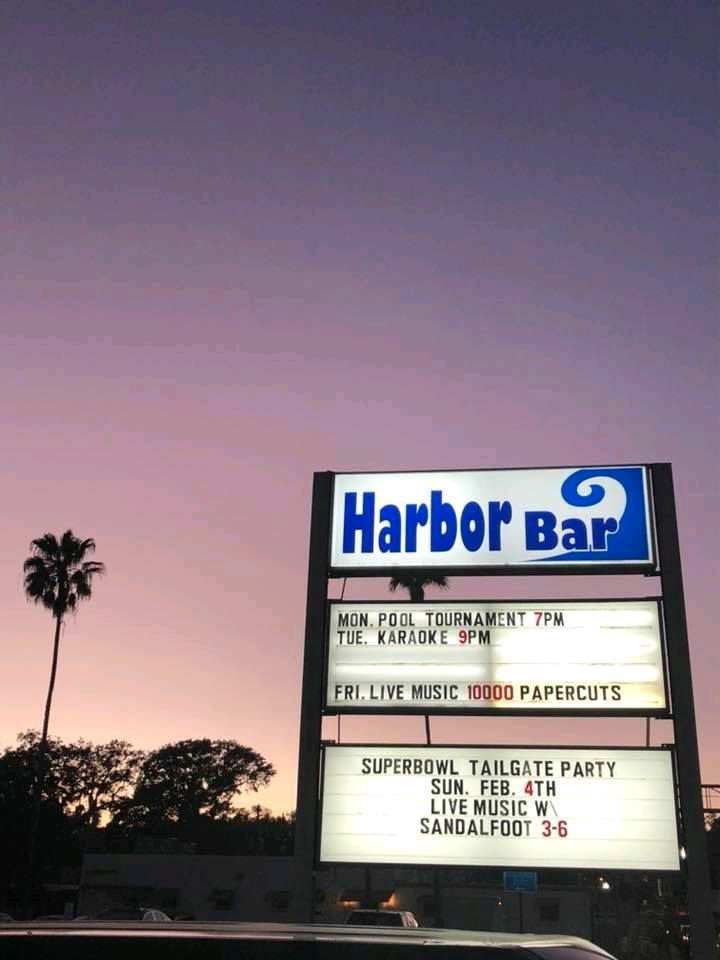 Harbor Bar
MON. POOL TOURNAMENT 7PM
TUE. KARAOKE 9PM
FRI. LIVE MUSIC 10000 PAPERCUTS
SUPERBOWL TAILGATE PARTY
SUN. FEB. 4TH
LIVE MUSIC W\
SANDALFOOT 3-6